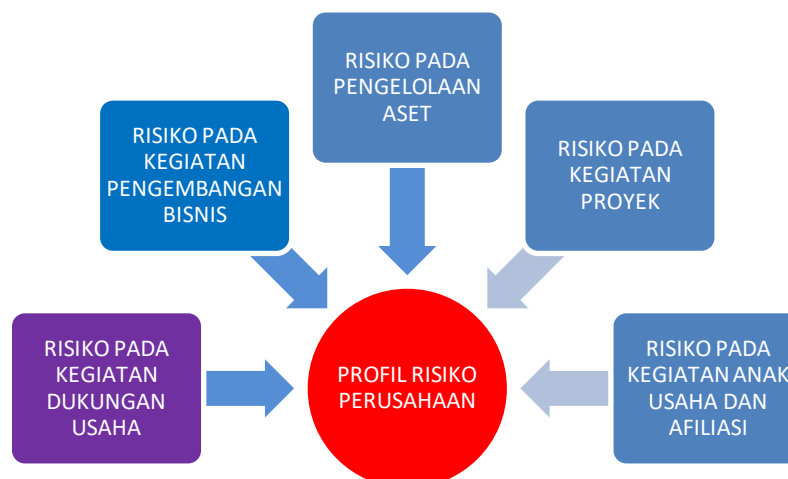 RISIKO PADA
PENGELOLAAN
ASET
RISIKO PADA
KEGIATAN
PENGEMBANGAN
BISNIS
RISIKO PADA
KEGIATAN
PROYEK
RISIKO PADA
KEGIATAN
DUKUNGAN
USAHA
PROFIL RISIKO
PERUSAHAAN
RISIKO PADA
KEGIATAN ANAK
USAHA DAN
AFILIASI